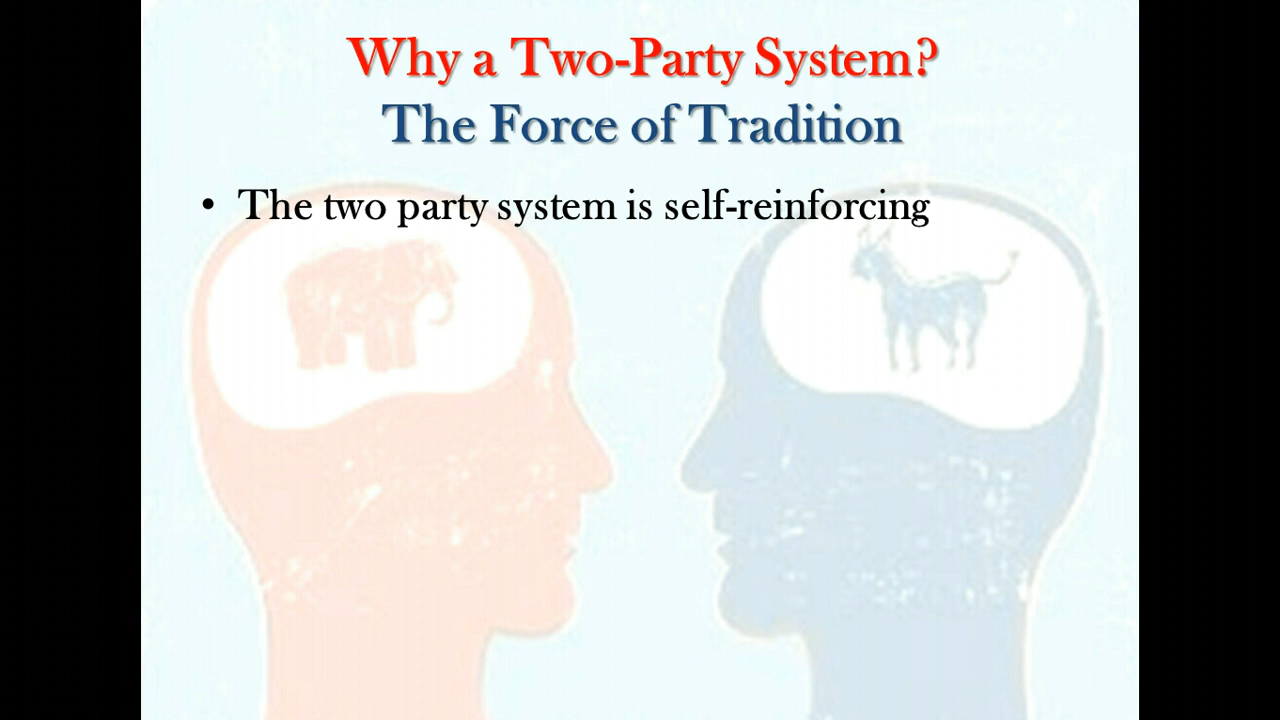 Why a Two-Party System?
The Force of Tradition
• The two party system is self-reinforcing